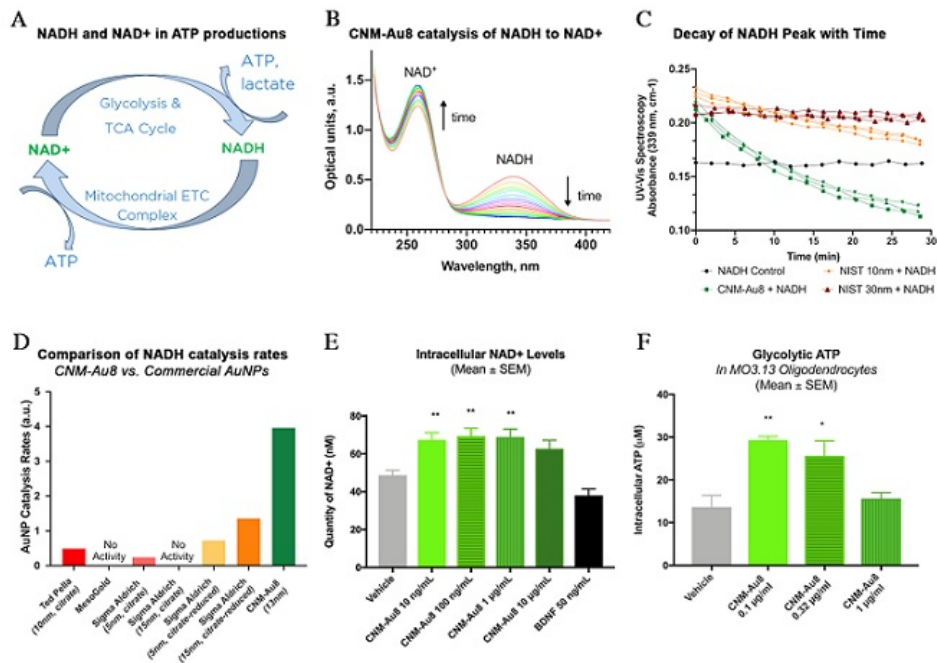 A
NADH and NAD+ in ATP productions
ATP,
lactate
Glycolysis &
TCA Cycle
NAD+
NADH
Mitochondrial ETC
Complex
ATP
B
CNM-Au8 catalysis of NADH to NAD+
Optical units, a.u.
1.5
1.0
0.5
0.0
NAD+
time
NADH
time
250
300
350
400
Wavelength, nm
C
Decay of NADH Peak with Time
UV-Vis Spectroscopy
Absorbance (339 nm, cm-1)
0.25
0.20
0.15
0.10
0
5
10
15
20
25
30
Time (min)
NADH Control
NIST 10nm + NADH
CNM-Au8 + NADH
NIST 30nm + NADH
D
Comparison of NADH catalysis rates
CNM-Au8 vs. Commercial AuNPs
AuNP Catalysis Rates (a.u.)
5
4
3
2
1
0
No
Activity
No
Activity
Ted Pella
(10nm, citrate)
MesoGold
Sigma Aldrich
(5nm, citrate)
Sigma Aldrich
(15nm, citrate)
Sigma Aldrich
(5nm, citrate-reduced)
Sigma Aldrich
(15nm, citrate-reduced)
CNM-Au8
(13nm)
E
Intracellular NAD+ Levels
(Mean ± SEM)
Quantity of NAD+ (nM)
80
60
40
20
0
**
**
**
Vehicle
CNM-Au8 10 ng/mL
CNM-Au8 100 ng/mL
CNM-Au8 1 µg/mL
CNM-Au8 10 µg/mL
BDNF 50 ng/mL
F
Glycolytic ATP
In MO3.13 Oligodendrocytes
(Mean ± SEM)
Intracellular ATP (µM)
40
30
20
10
0
**
*
Vehicle
CNM-Au8
0.1 µg/ml
CNM-Au8
0.32 µg/ml
CNM-Au8
1 µg/ml